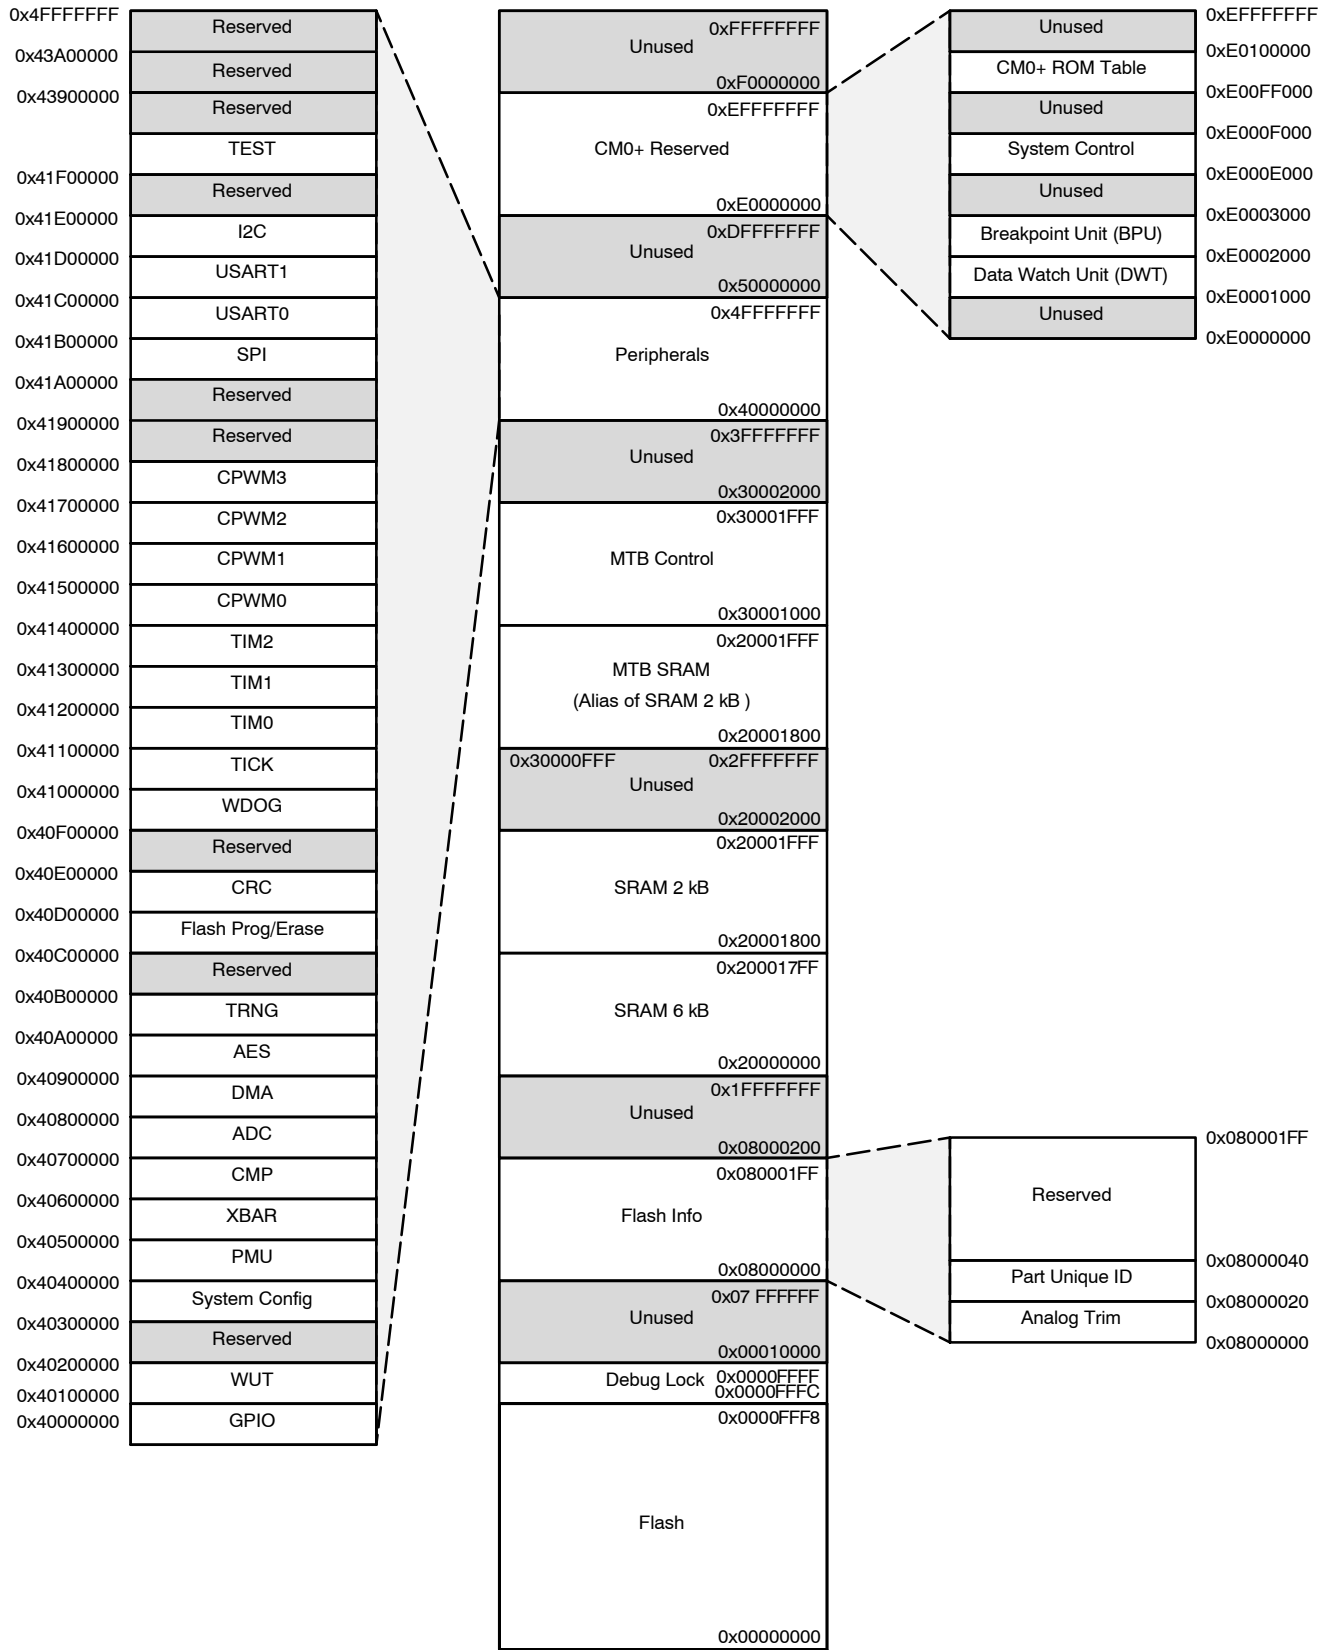 0x4FFFFFFF
Reserved
0x43A00000
Reserved
0x43900000
Reserved
TEST
0x41F00000
Reserved
0x41E00000
I2C
0x41D00000
USART1
0x41C00000
USART0
0x41B00000
SPI
0x41A00000
Reserved
0x41900000
Reserved
0x41800000
CPWM3
0x41700000
CPWM2
0x41600000
CPWM1
0x41500000
CPWM0
0x41400000
TIM2
0x41300000
TIM1
0x41200000
TIM0
0x41100000
TICK
0x41000000
WDOG
0x40F00000
Reserved
0x40E00000
CRC
0x40D00000
Flash Prog/Erase
0x40C00000
Reserved
0x40B00000
TRNG
0x40A00000
AES
0x40900000
DMA
0x40800000
ADC
0x40700000
CMP
0x40600000
XBAR
0x40500000
PMU
0x40400000
System Config
0x40300000
Reserved
0x40200000
WUT
0x40100000
0x40000000
GPIO
0xFFFFFFFF
Unused
0xF0000000
0xEFFFFFFF
CM0+ Reserved
0xE0000000
0xDFFFFFFF
Unused
0x50000000
0x4FFFFFFF
Peripherals
0x40000000
0x3FFFFFFF
Unused
0x30002000
0x30001FFF
MTB Control
0x30001000
0x20001FFF
MTB SRAM
(Alias of SRAM 2 kB )
0x20001800
0x30000FFF 0x2FFFFFFF
Unused
0x20002000
0x20001FFF
SRAM 2 kB
0x20001800
0x200017FF
SRAM 6 kB
0x20000000
0x1FFFFFFF
Unused
0x08000200
0x080001FF
Flash Info
0x08000000
0x07 FFFFFF
Unused
0x00010000
Debug Lock 0x0000FFFF
0x0000FFFC
0x0000FFF8
Flash
0x00000000
0xEFFFFFFF
Unused
0xE0100000
CM0+ ROM Table
0xE00FF000
Unused
0xE000F000
System Control
0xE000E000
Unused
0xE0003000
Breakpoint Unit (BPU)
0xE0002000
Data Watch Unit (DWT)
0xE0001000
Unused
0xE0000000
0x080001FF
Reserved
0x08000040
Part Unique ID
0x08000020
Analog Trim
0x08000000